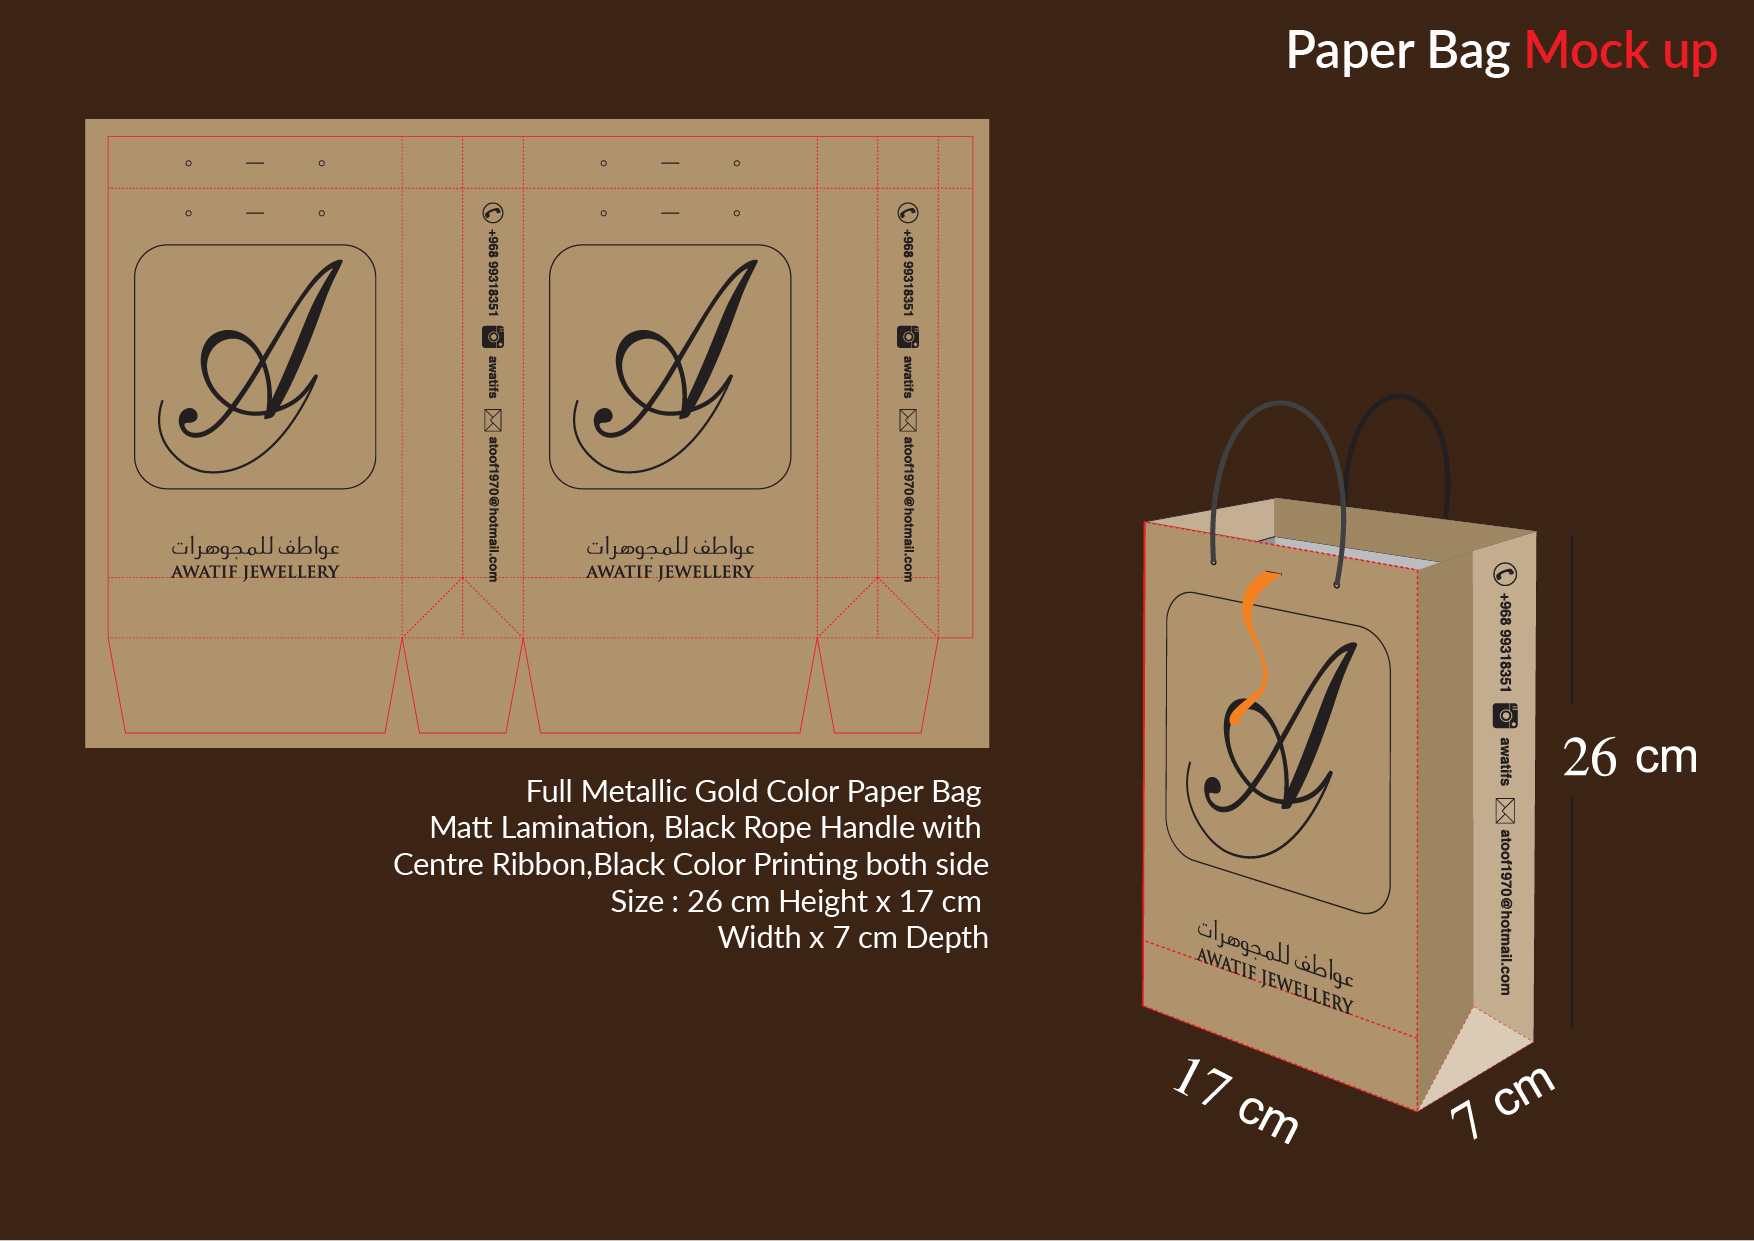 Paper Bag Mock up
+968 99318351
awatifs
atoof1970@hotmail.com
+968 99318351
awatifs
atoof1970@hotmail.com
A
A
عواطف للمجوهرات
AWATIF JEWELLERY
عواطف للمجوهرات
AWATIF JEWELLERY
Full Metallic Gold Color Paper Bag
Matt Lamination, Black Rope Handle with
Centre Ribbon,Black Color Printing both side
Size : 26 cm Height x 17 cm
Width x 7 cm Depth
A
عواطف للمجوهرات
AWATIF JEWELLERY
+968 99318351
awatifs
atoof1970@hotmail.com
26 cm
17 cm
7 cm